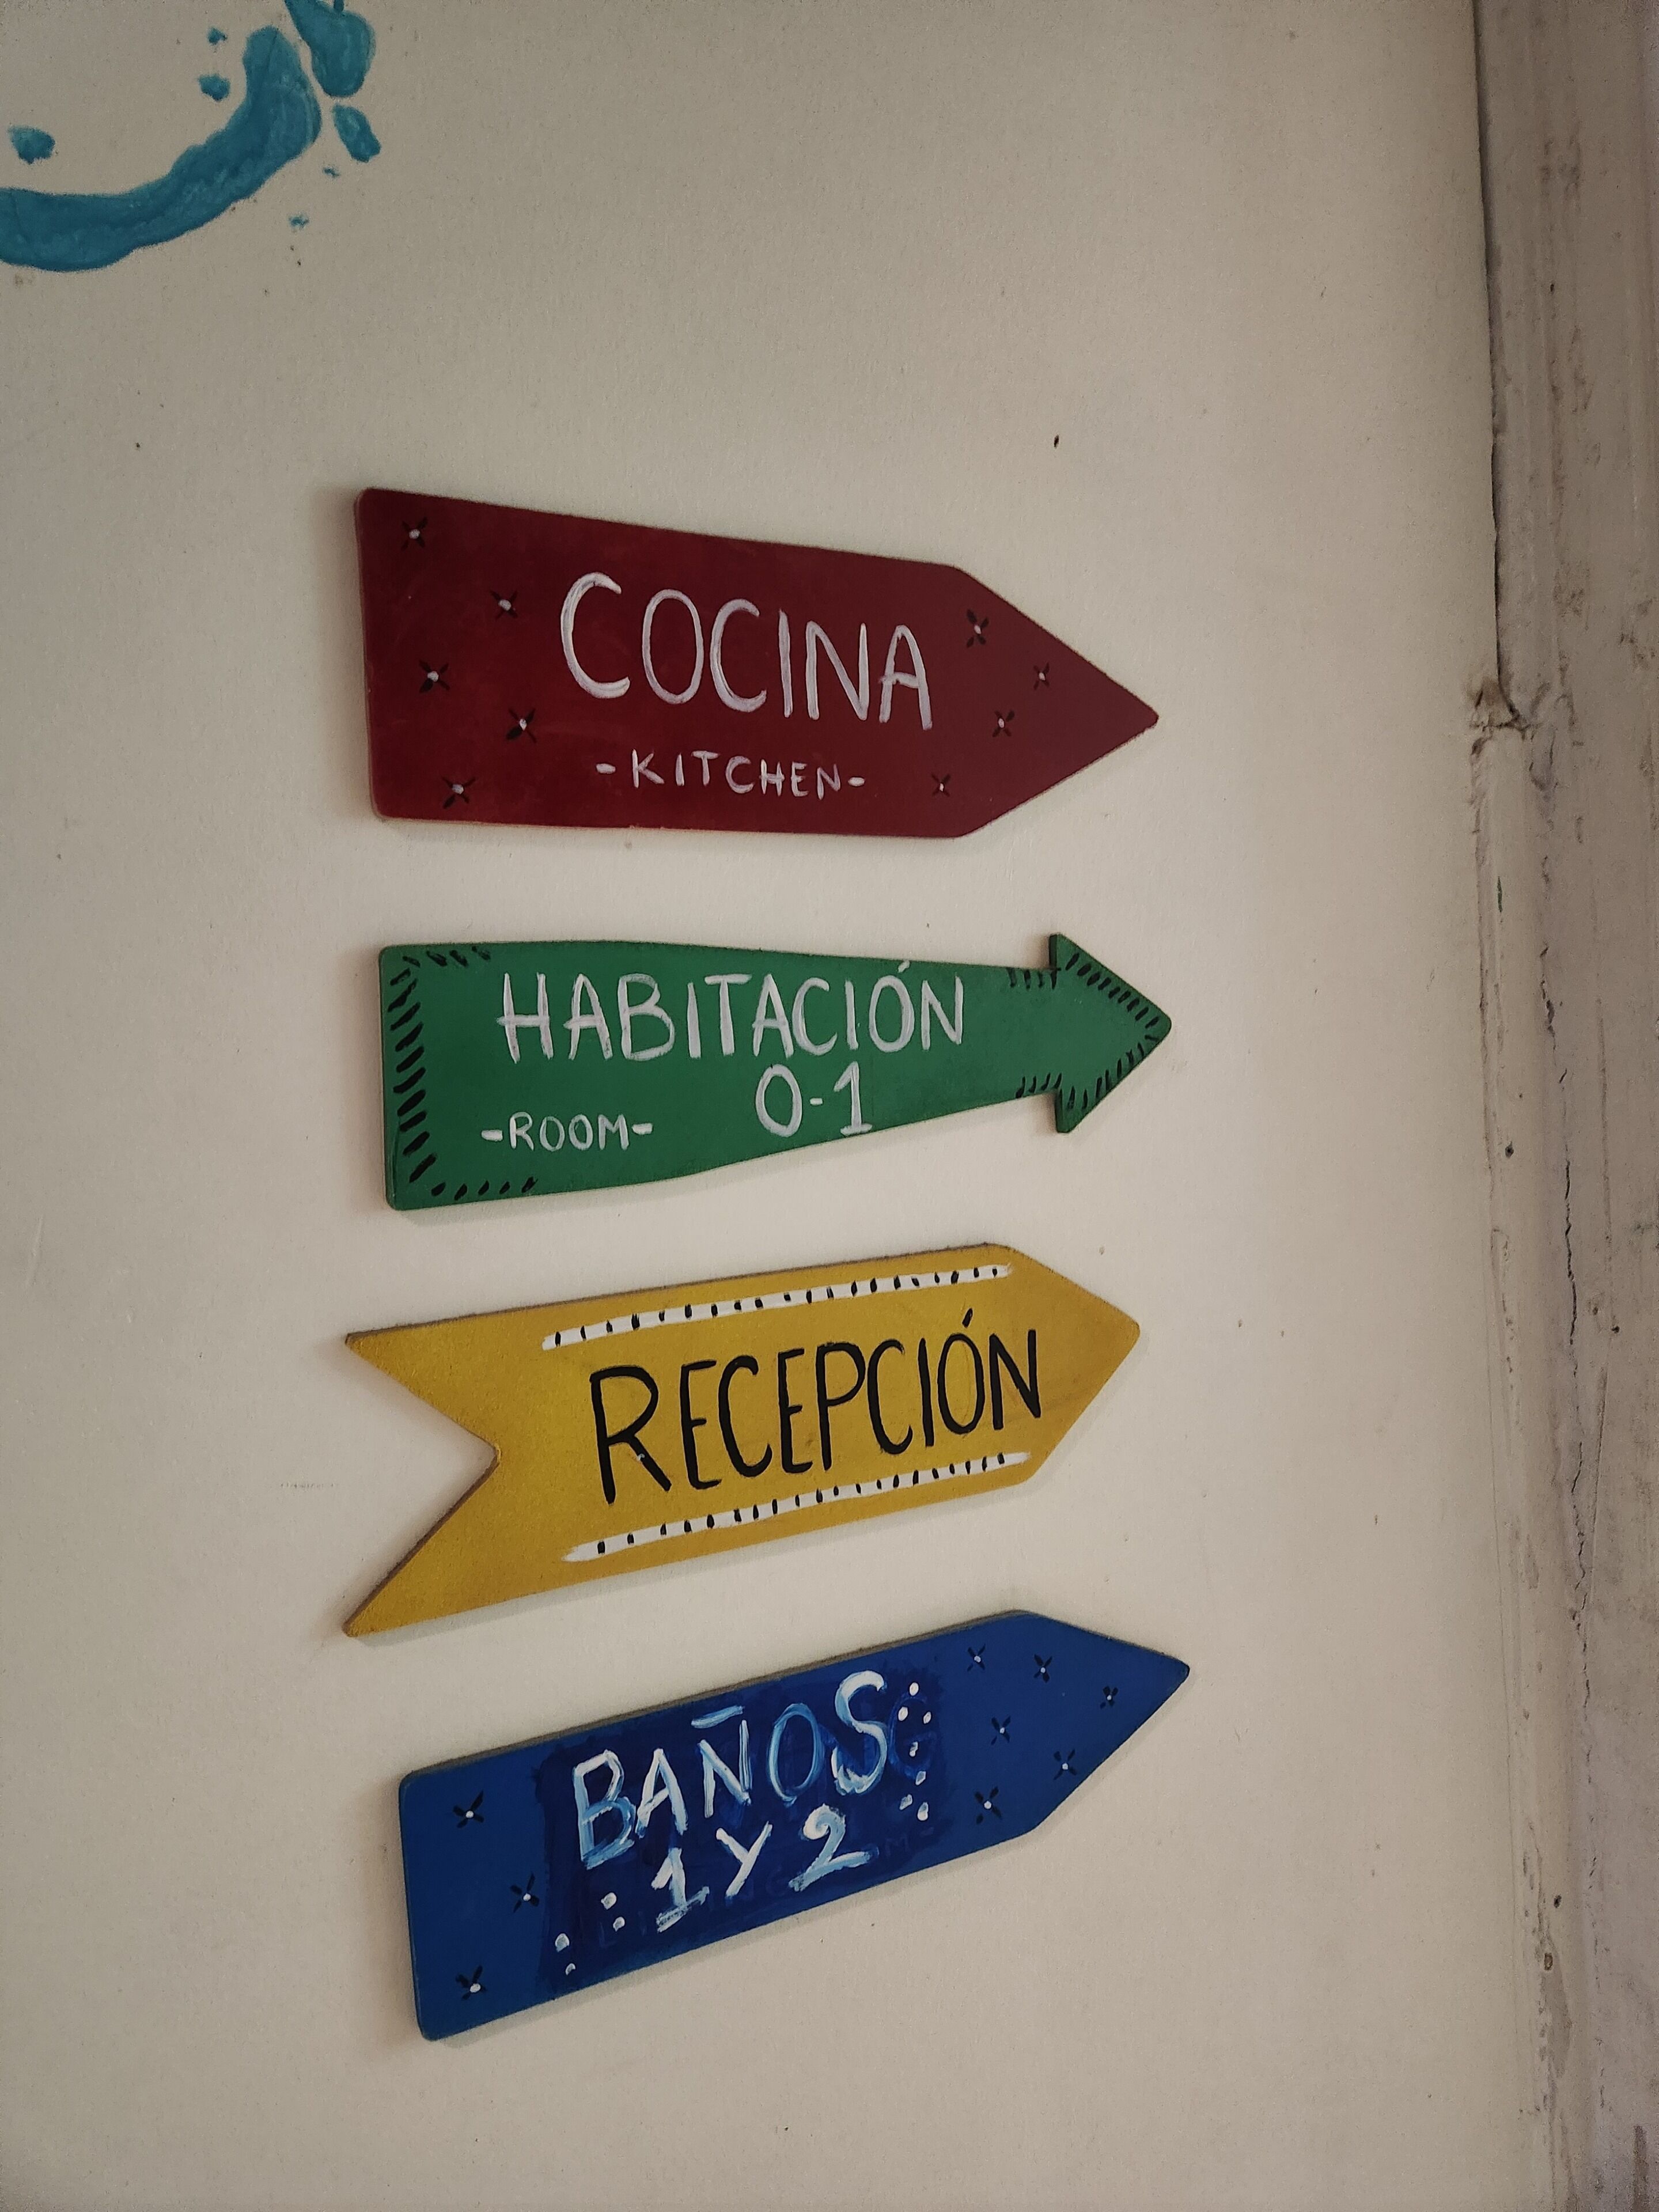 COCINA
-KITCHEN-
HABITACIÓN
-ROOM- 0-1
RECEPCIÓN
BAÑOS
1 Y 2